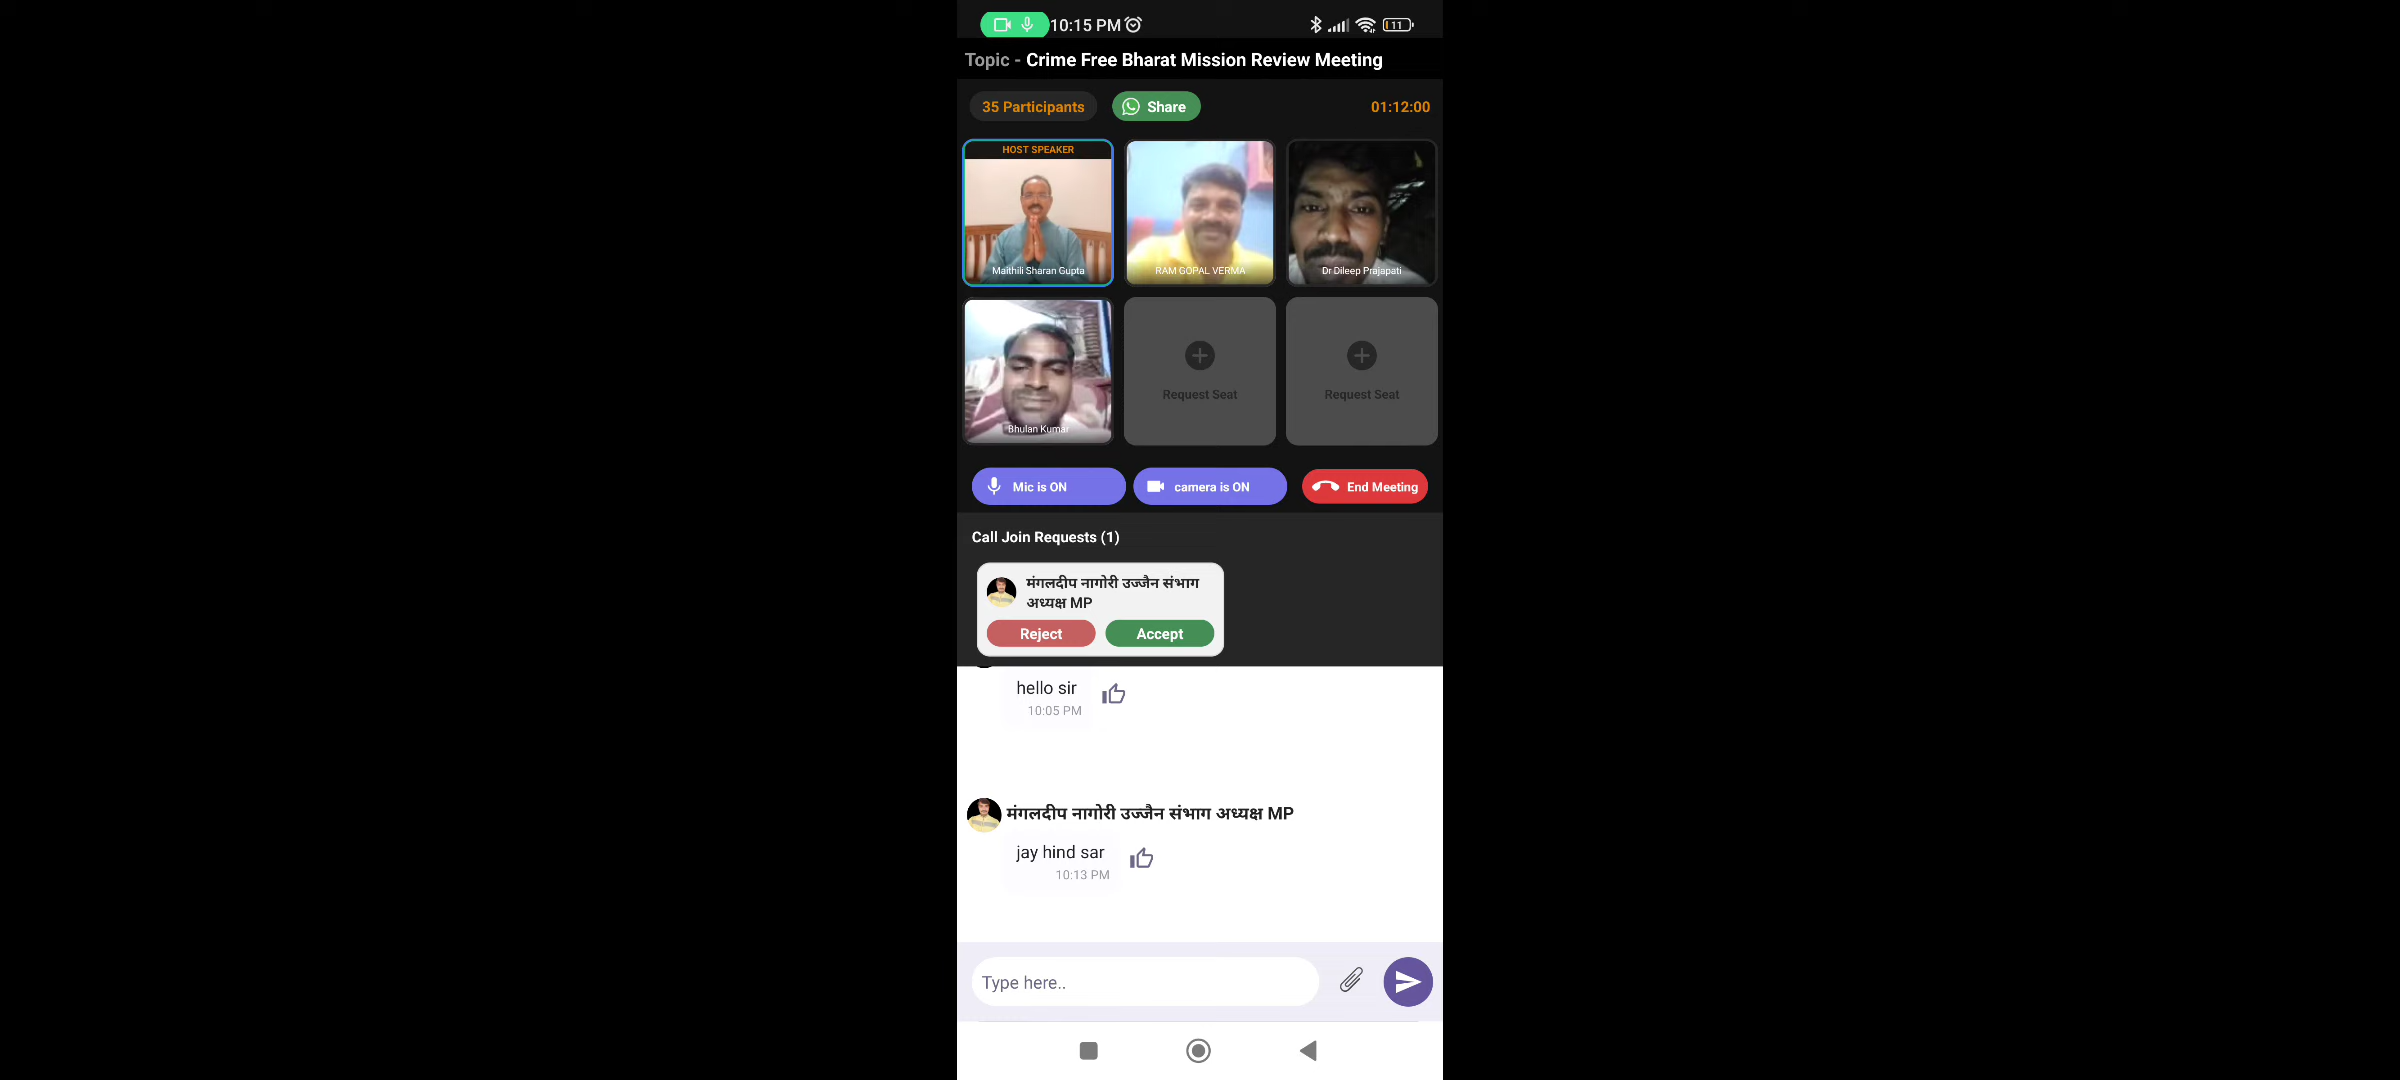 10:15 PM
11
Topic - Crime Free Bharat Mission Review Meeting
35 Participants
Share
01:12:00
HOST SPEAKER
Maithili Sharan Gupta
RAM GOPAL VERMA
Dr Dileep Prajapati
Bhulan Kumar
Request Seat
Request Seat
Mic is ON
camera is ON
End Meeting
Call Join Requests (1)
मंगलदीप नागोरी उज्जैन संभाग
अध्यक्ष MP
Reject
Accept
hello sir
10:05 PM
मंगलदीप नागोरी उज्जैन संभाग अध्यक्ष MP
jay hind sar
10:13 PM
Type here..